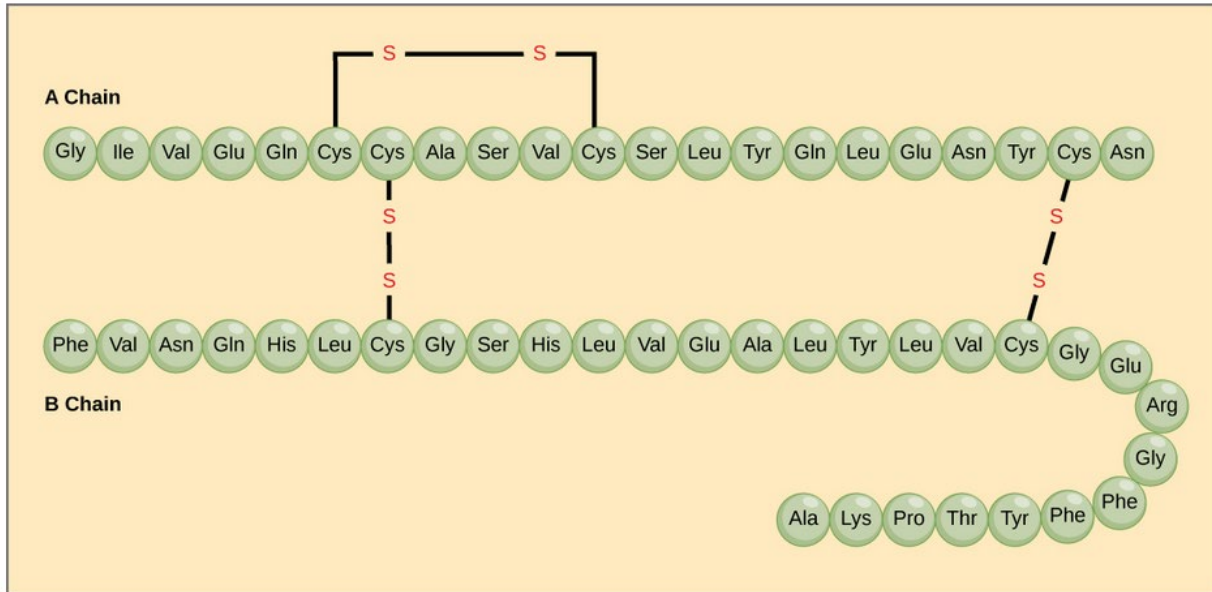 S S
A Chain
Gly Ile Val Glu Gln Cys Cys Ala Ser Val Cys Ser Leu Tyr Gln Leu Glu Asn Tyr Cys Asn
S S
S S
Phe Val Asn Gln His Leu Cys Gly Ser His Leu Val Glu Ala Leu Tyr Leu Val Cys Gly Glu
B Chain
Arg
Gly
Ala Lys Pro Thr Tyr Phe Phe